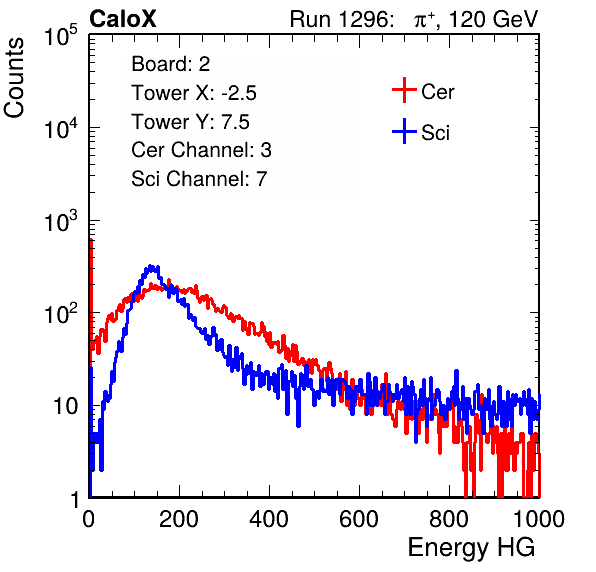 CaloX Run 1296: π⁺, 120 GeV
Counts
10⁵
10⁴
10³
10²
10
1
Board: 2
Tower X: -2.5
Tower Y: 7.5
Cer Channel: 3
Sci Channel: 7
Cer
Sci
0 200 400 600 800 1000
Energy HG